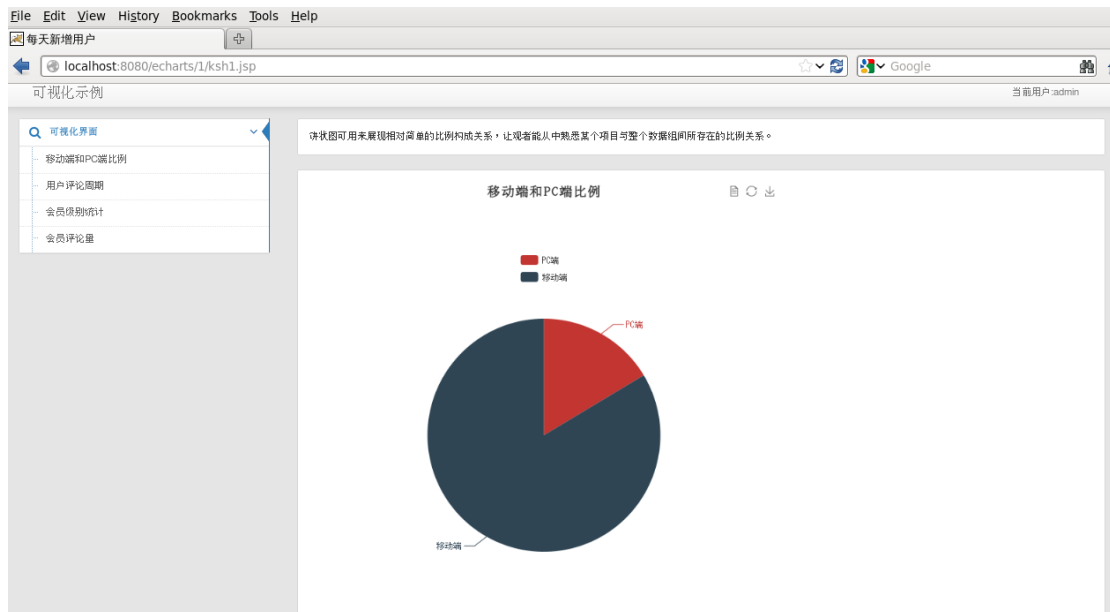 File Edit View History Bookmarks Tools Help
每天新增用户
localhost:8080/echarts/1/ksh1.jsp
Google
可视化示例
当前用户:admin
可视化界面
移动端和PC端比例
用户评论周期
会员级别统计
会员评论量
饼状图可用来展现相对简单的比例构成关系,让观者能从中熟悉某个项目与整个数据组间所存在的比例关系。
移动端和PC端比例
PC端
移动端
PC端
移动端